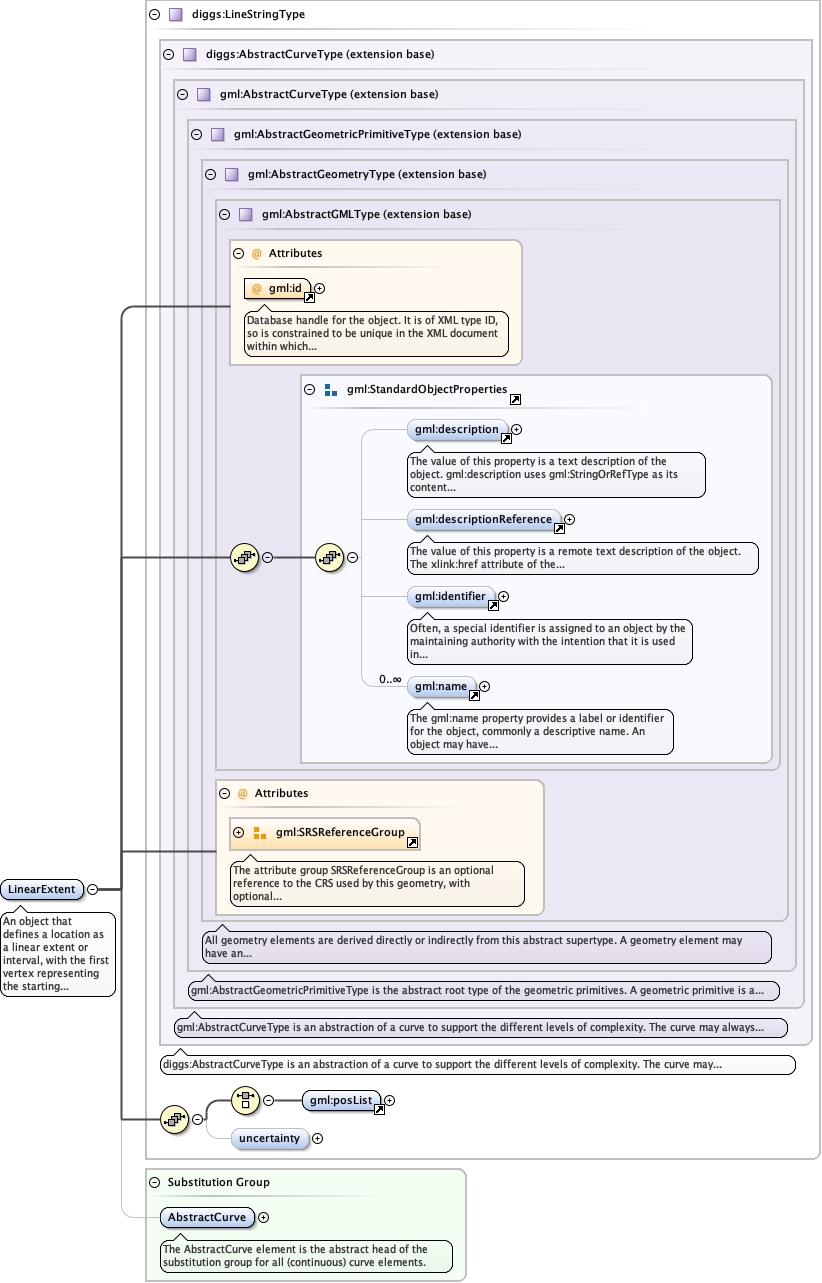 diggs:LineStringType
diggs:AbstractCurveType (extension base)
gml:AbstractCurveType (extension base)
gml:AbstractGeometricPrimitiveType (extension base)
gml:AbstractGeometryType (extension base)
gml:AbstractGMLType (extension base)
@ Attributes
@ gml:id
Database handle for the object. It is of XML type ID,
so is constrained to be unique in the XML document
within which...
gml:StandardObjectProperties
gml:description
The value of this property is a text description of the
object. gml:description uses gml:StringOrRefType as its
content...
gml:descriptionReference
The value of this property is a remote text description of the object.
The xlink:href attribute of the...
gml:identifier
Often, a special identifier is assigned to an object by the
maintaining authority with the intention that it is used
in...
0..∞
gml:name
The gml:name property provides a label or identifier
for the object, commonly a descriptive name. An
object may have...
@ Attributes
gml:SRSReferenceGroup
The attribute group SRSReferenceGroup is an optional
reference to the CRS used by this geometry, with
optional...
LinearExtent
An object that
defines a location as
a linear extent or
interval, with the first
vertex representing
the starting...
All geometry elements are derived directly or indirectly from this abstract supertype. A geometry element may
have an...
gml:AbstractGeometricPrimitiveType is the abstract root type of the geometric primitives. A geometric primitive is a...
gml:AbstractCurveType is an abstraction of a curve to support the different levels of complexity. The curve may always...
diggs:AbstractCurveType is an abstraction of a curve to support the different levels of complexity. The curve may...
gml:posList
uncertainty
Substitution Group
AbstractCurve
The AbstractCurve element is the abstract head of the
substitution group for all (continuous) curve elements.